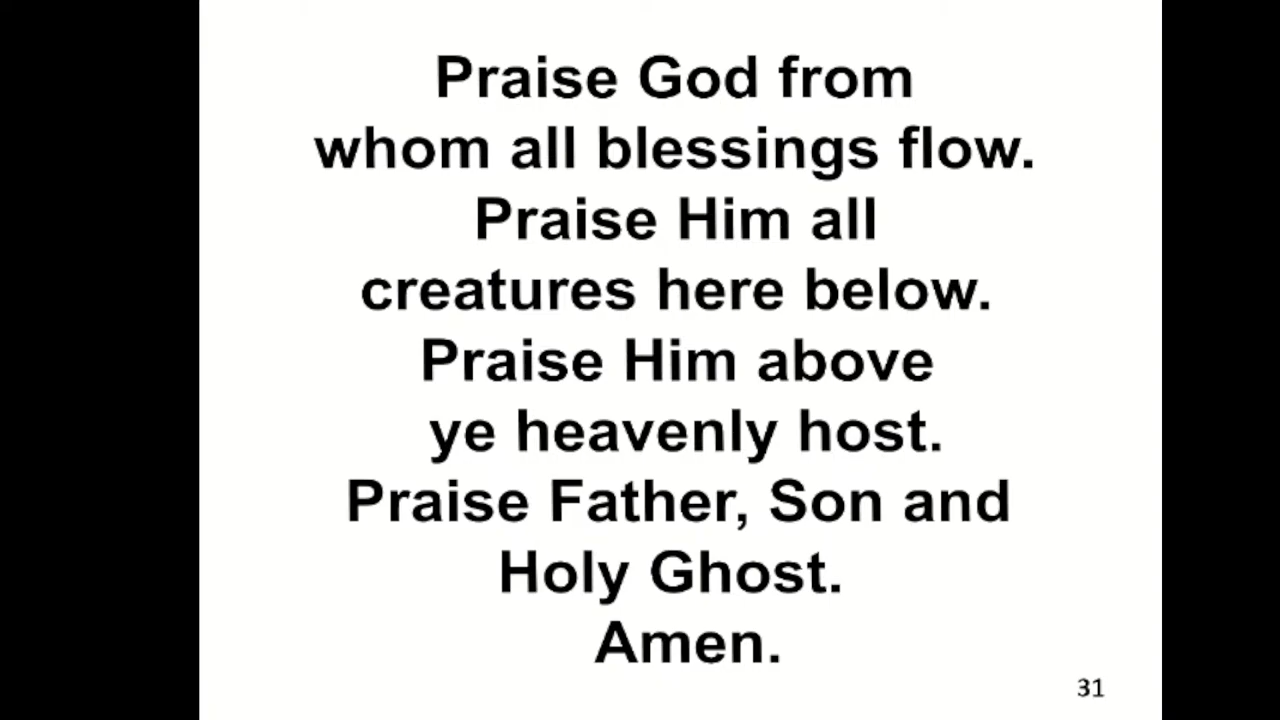 Praise God from
whom all blessings flow.
Praise Him all
creatures here below.
Praise Him above
ye heavenly host.
Praise Father, Son and
Holy Ghost.
Amen.
31